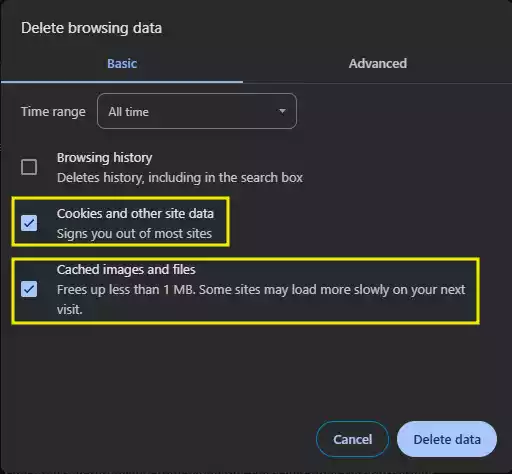 Delete browsing data
Basic
Advanced
Time range
All time
Browsing history
Deletes history, including in the search box
Cookies and other site data
Signs you out of most sites
Cached images and files
Frees up less than 1 MB. Some sites may load more slowly on your next
visit.
Cancel
Delete data